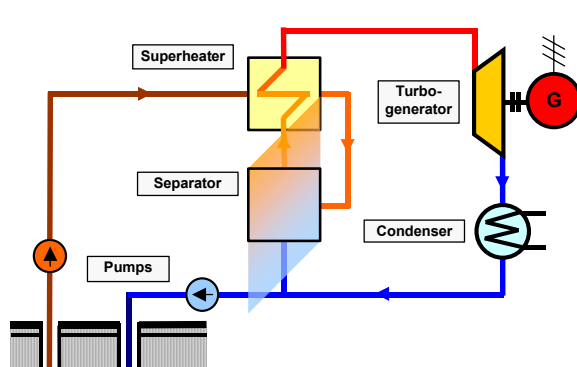 Superheater
Turbo-
generator
G
Separator
Condenser
Pumps